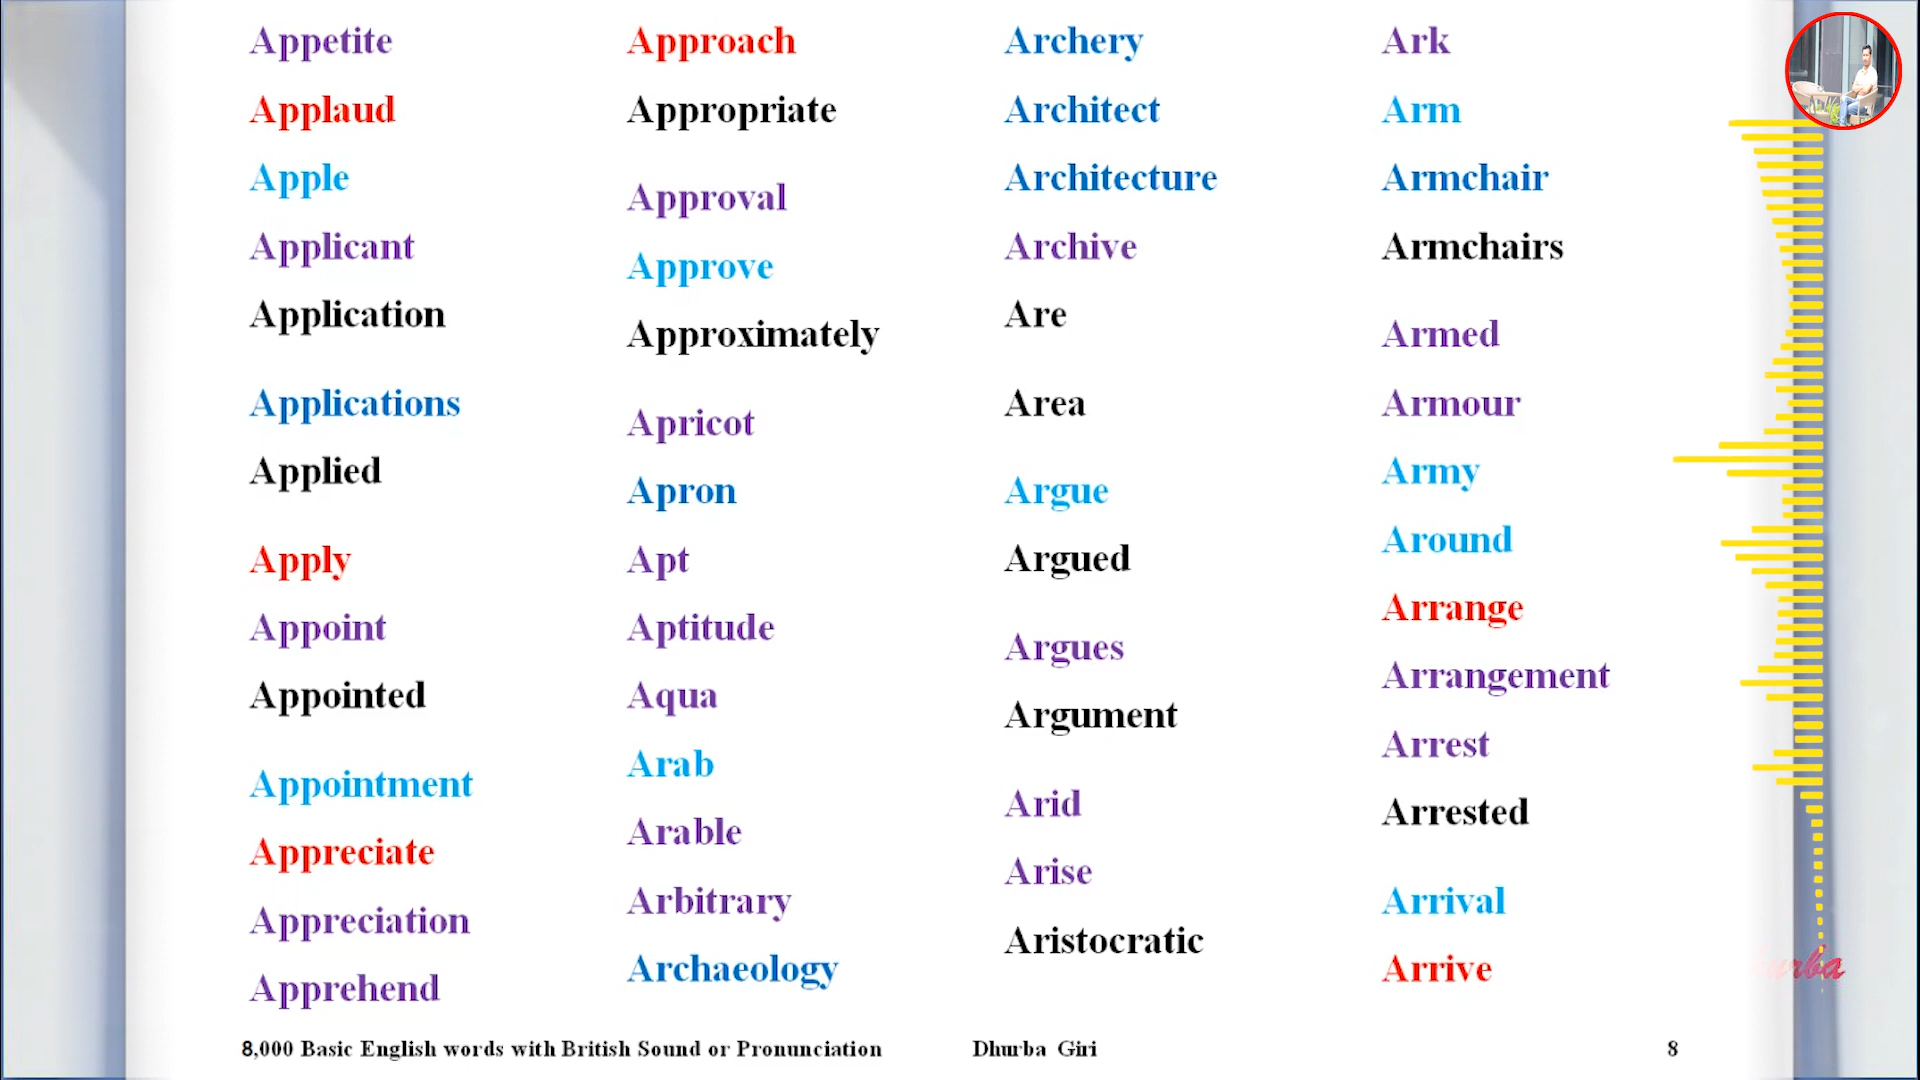 Appetite
Applaud
Apple
Applicant
Application
Applications
Applied
Apply
Appoint
Appointed
Appointment
Appreciate
Appreciation
Apprehend
Approach
Appropriate
Approval
Approve
Approximately
Apricot
Apron
Apt
Aptitude
Aqua
Arab
Arable
Arbitrary
Archaeology
Archery
Architect
Architecture
Archive
Are
Area
Argue
Argued
Argues
Argument
Arid
Arise
Aristocratic
Ark
Arm
Armchair
Armchairs
Armed
Armour
Army
Around
Arrange
Arrangement
Arrest
Arrested
Arrival
Arrive
8,000 Basic English words with British Sound or Pronunciation Dhurba Giri 8